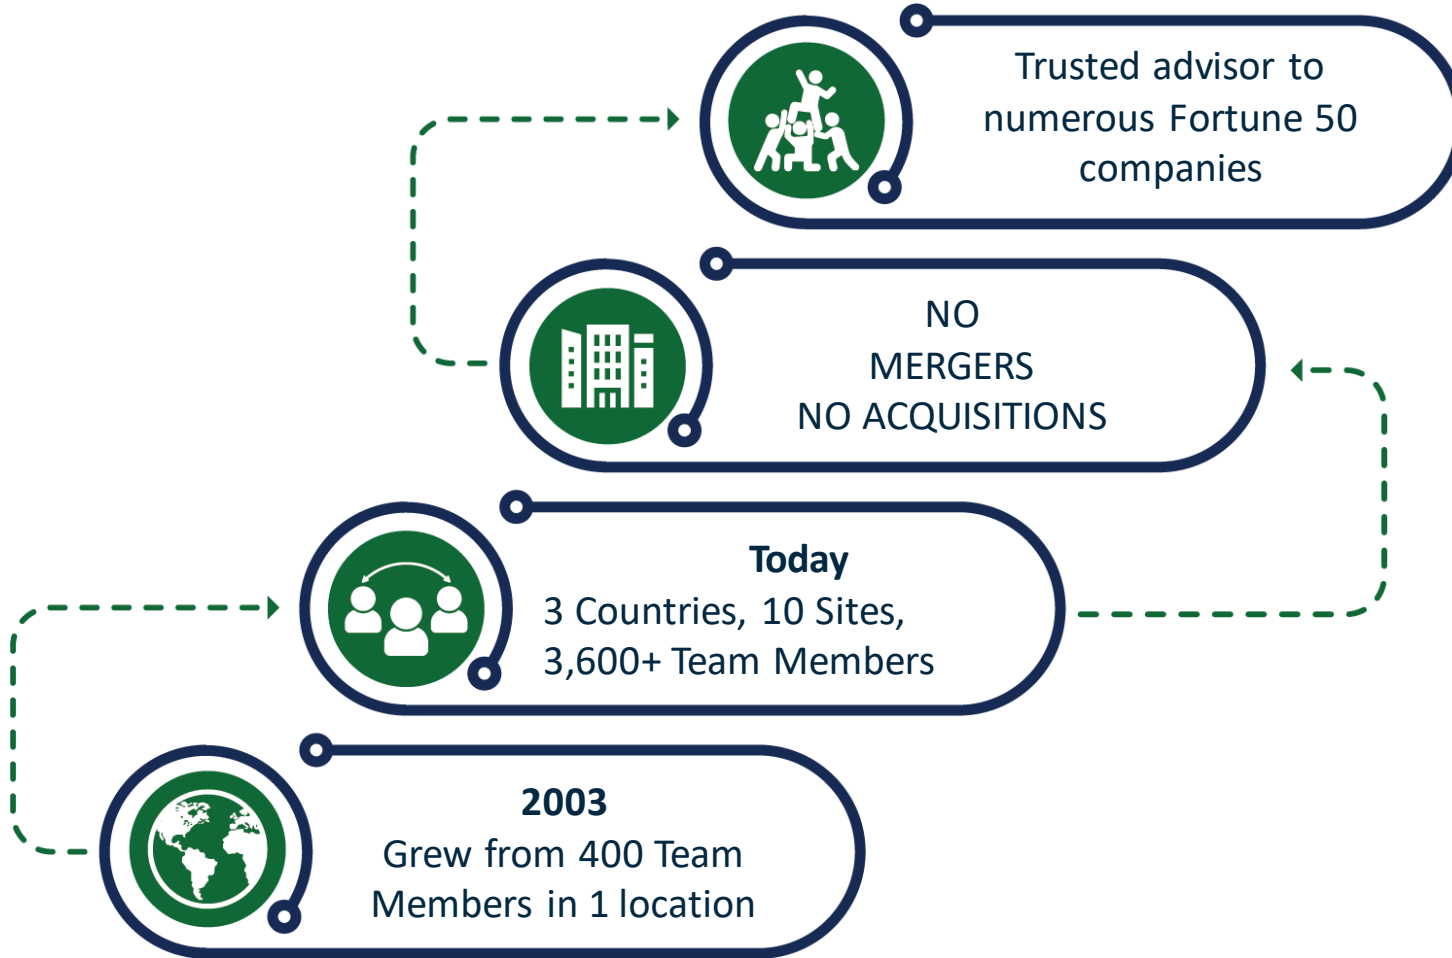 Trusted advisor to
numerous Fortune 50
companies
NO
MERGERS
NO ACQUISITIONS
Today
3 Countries, 10 Sites,
3,600+ Team Members
2003
Grew from 400 Team
Members in 1 location